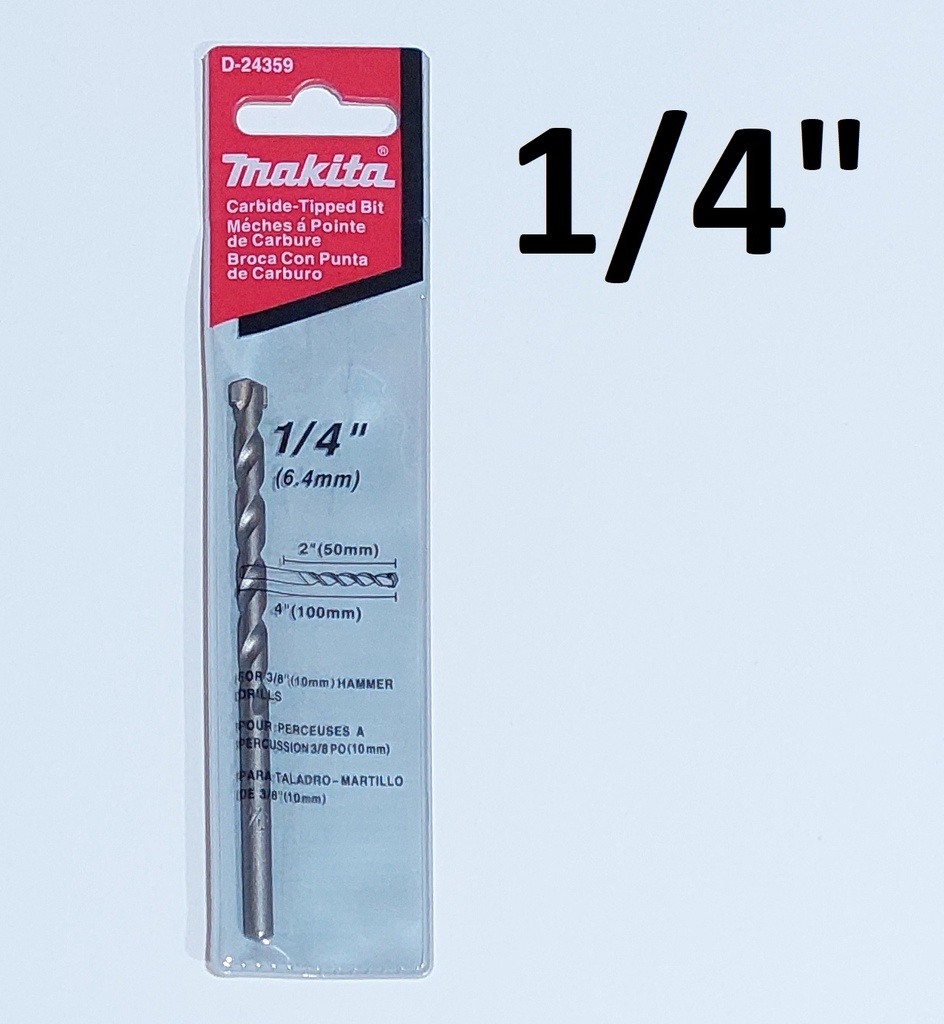 D-24359
makita®
Carbide-Tipped Bit
Méches á Pointe
de Carbure
Broca Con Punta
de Carburo
1/4"
1/4"
(6.4mm)
2"(50mm)
4"(100mm)
FOR 3/8"(10mm) HAMMER
DRILLS
POUR PERCEUSES A
PERCUSSION 3/8 PO(10mm)
PARA TALADRO-MARTILLO
DE 3/8"(10mm)